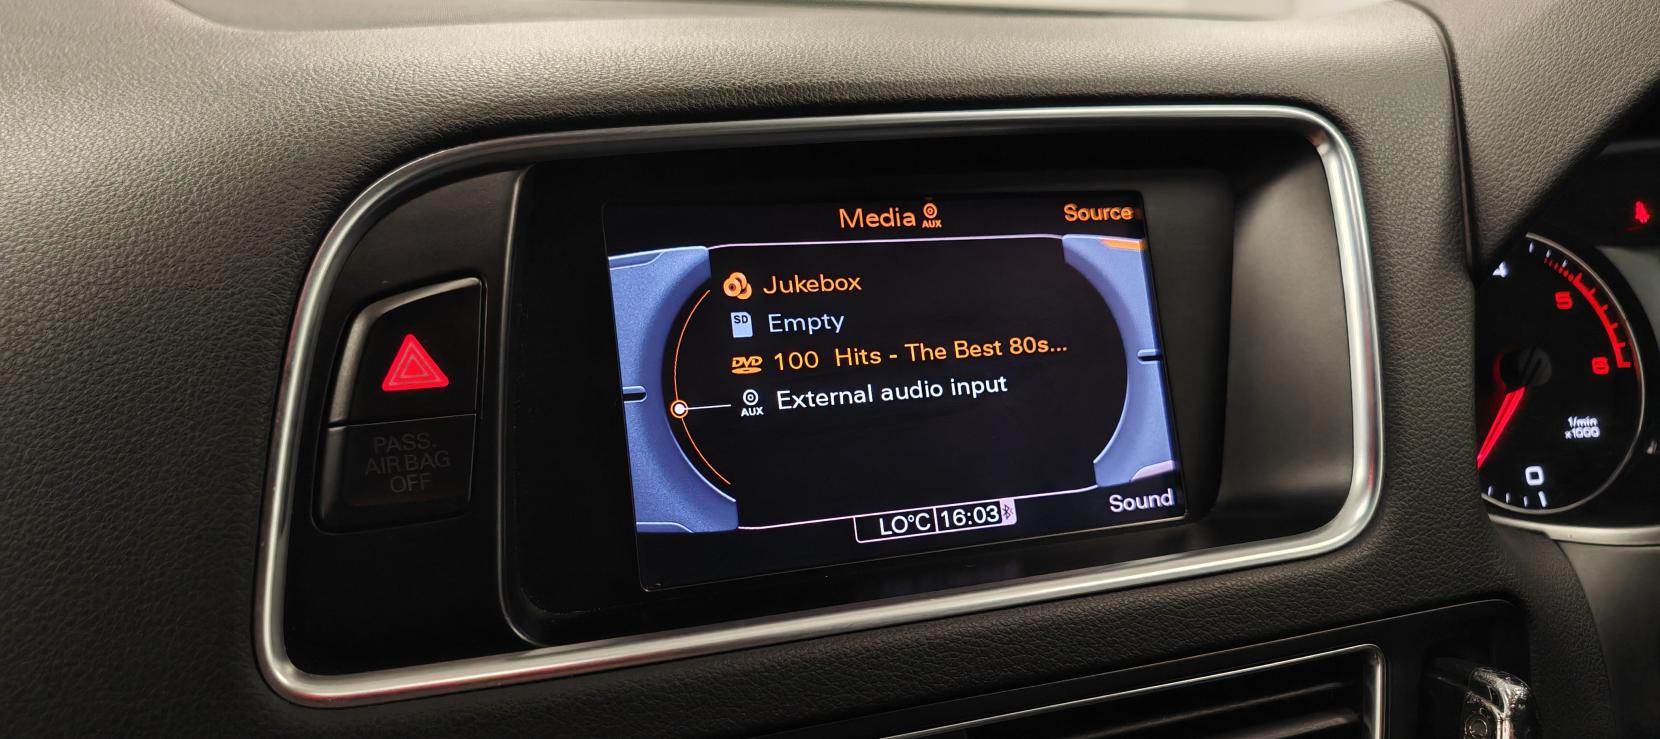 Media AUX
Source
Jukebox
SD Empty
DVD 100 Hits - The Best 80s...
AUX External audio input
Sound
LO°C 16:03
PASS.
AIR BAG
OFF
4
5
6
1/min
x1000
0